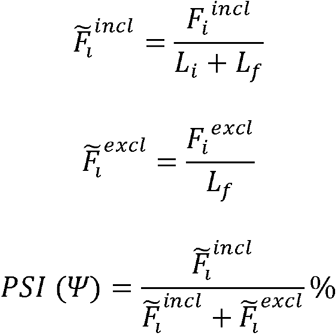 F̃ᵢ^incl = Fᵢ^incl / (Lᵢ + L_f)
F̃ᵢ^excl = Fᵢ^excl / L_f
PSI (Ψ) = F̃ᵢ^incl / (F̃ᵢ^incl + F̃ᵢ^excl) %